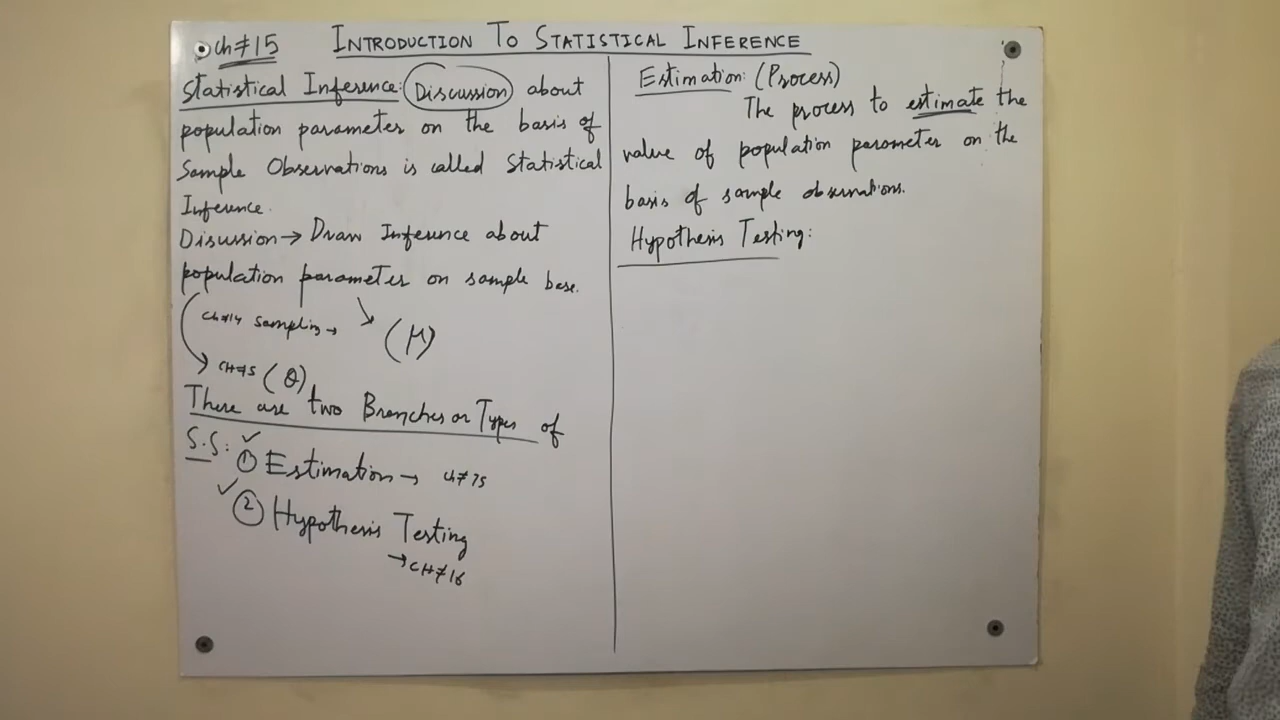 Ch#15 INTRODUCTION TO STATISTICAL INFERENCE
Statistical Inference: Discussion about
population parameter on the basis of
Sample Observations is called Statistical
Inference.
Discussion→ Draw Inference about
population parameter on sample base.
Ch#14 Sampling→ (μ)
CH#15 (θ)
There are two Branches or Types of
S.S:
① Estimation → Ch#15
② Hypothesis Testing
→CH#16
Estimation: (Process)
The process to estimate the
value of population parameter on the
basis of sample observations.
Hypothesis Testing: